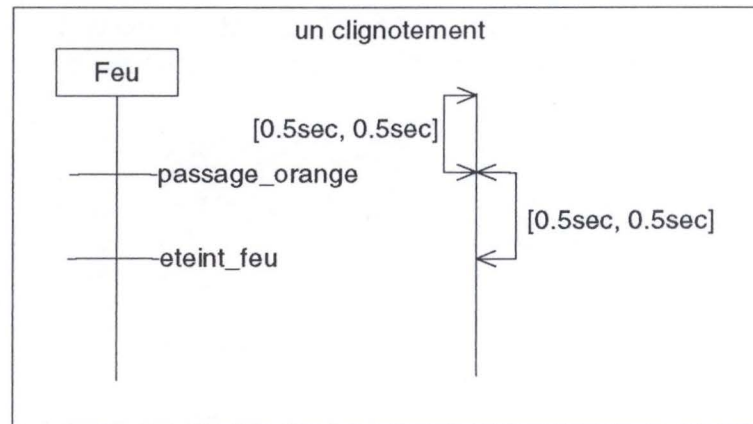 un clignotement
Feu
[0.5sec, 0.5sec]
passage_orange
[0.5sec, 0.5sec]
eteint_feu